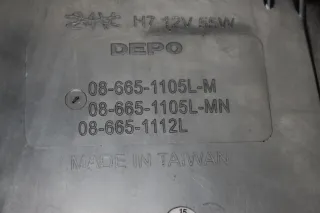 H7 12V 55W
DEPO
08-665-1105L-M
08-665-1105L-MN
08-665-1112L
MADE IN TAIWAN